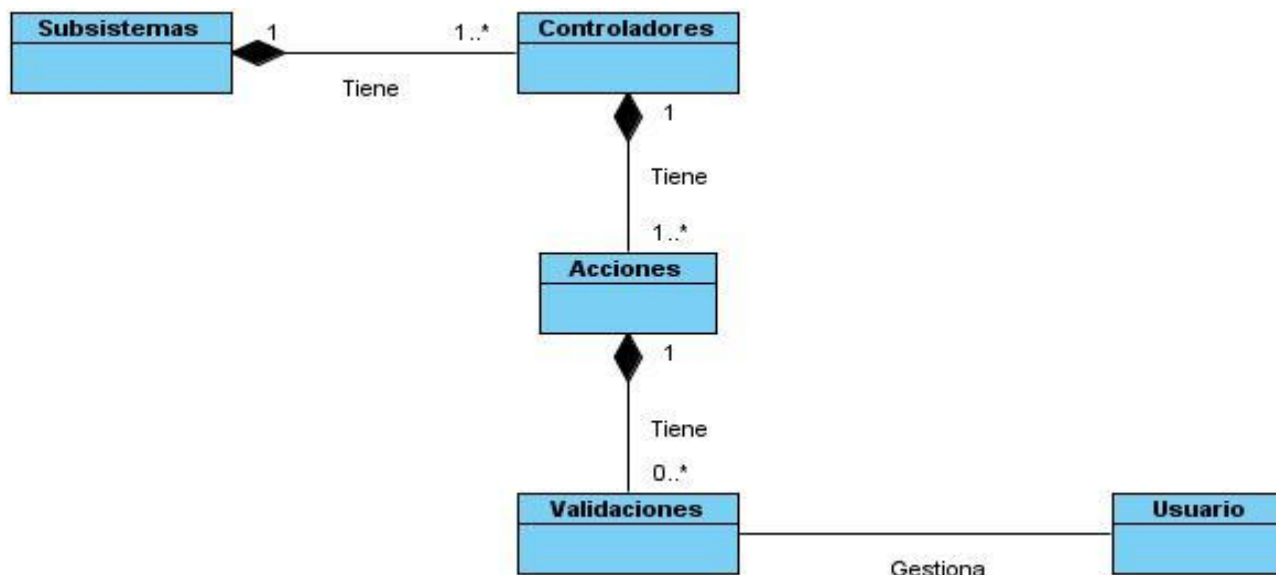 Subsistemas
1
1..*
Controladores
Tiene
1
Tiene
1..*
Acciones
1
Tiene
0..*
Validaciones
Usuario
Gestiona